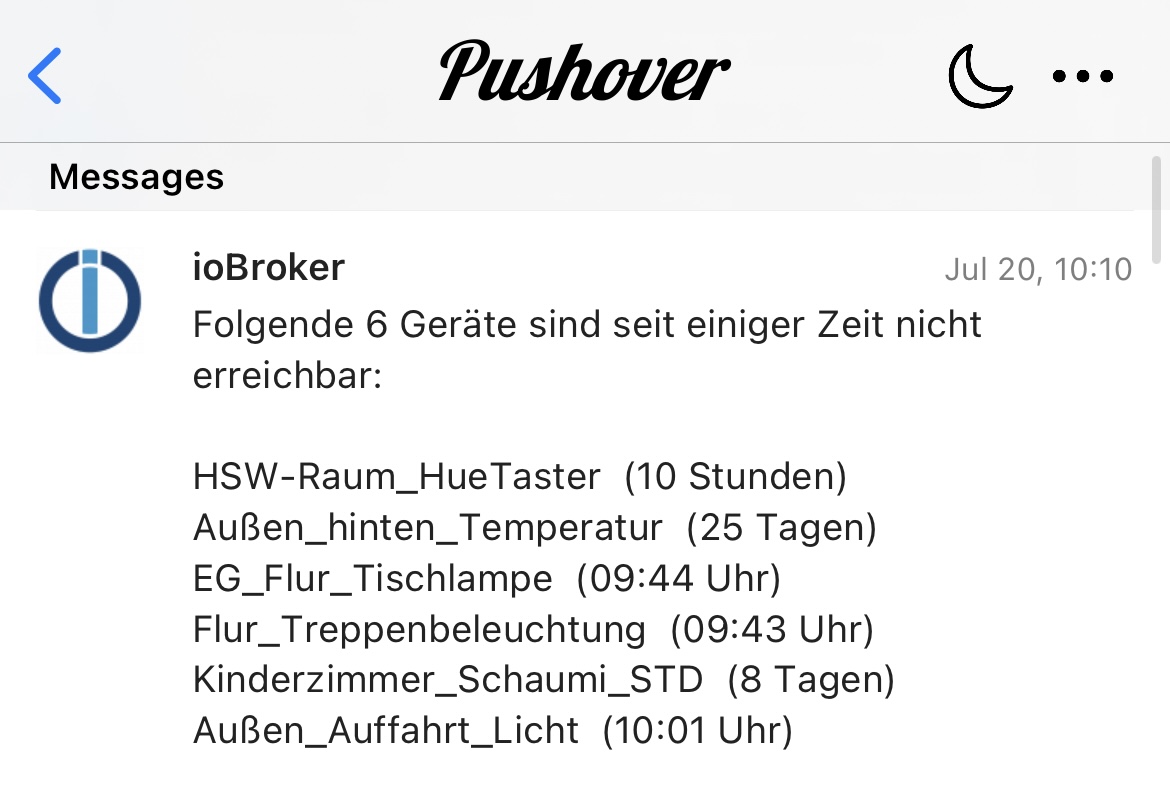 Pushover
Messages
ioBroker
Jul 20, 10:10
Folgende 6 Geräte sind seit einiger Zeit nicht
erreichbar:
HSW-Raum_HueTaster (10 Stunden)
Außen_hinten_Temperatur (25 Tagen)
EG_Flur_Tischlampe (09:44 Uhr)
Flur_Treppenbeleuchtung (09:43 Uhr)
Kinderzimmer_Schaumi_STD (8 Tagen)
Außen_Auffahrt_Licht (10:01 Uhr)